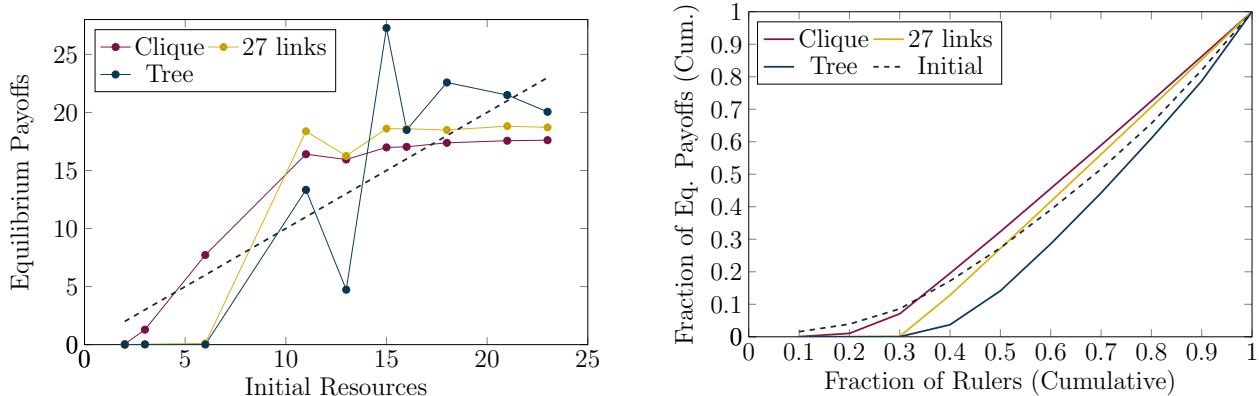 Clique 27 links
Tree
Equilibrium Payoffs
25
20
15
10
5
0
0 5 10 15 20 25
Initial Resources
Clique 27 links
Tree Initial
Fraction of Eq. Payoffs (Cum.)
1
0.9
0.8
0.7
0.6
0.5
0.4
0.3
0.2
0.1
0
0 0.1 0.2 0.3 0.4 0.5 0.6 0.7 0.8 0.9 1
Fraction of Rulers (Cumulative)